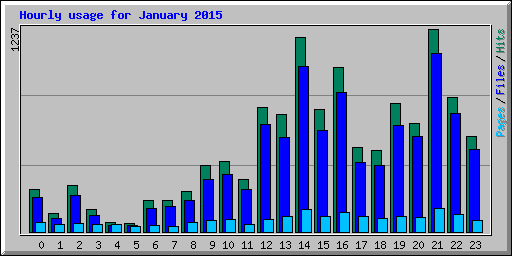 Hourly usage for January 2015
1237
Pages/Files/Hits
0 1 2 3 4 5 6 7 8 9 10 11 12 13 14 15 16 17 18 19 20 21 22 23